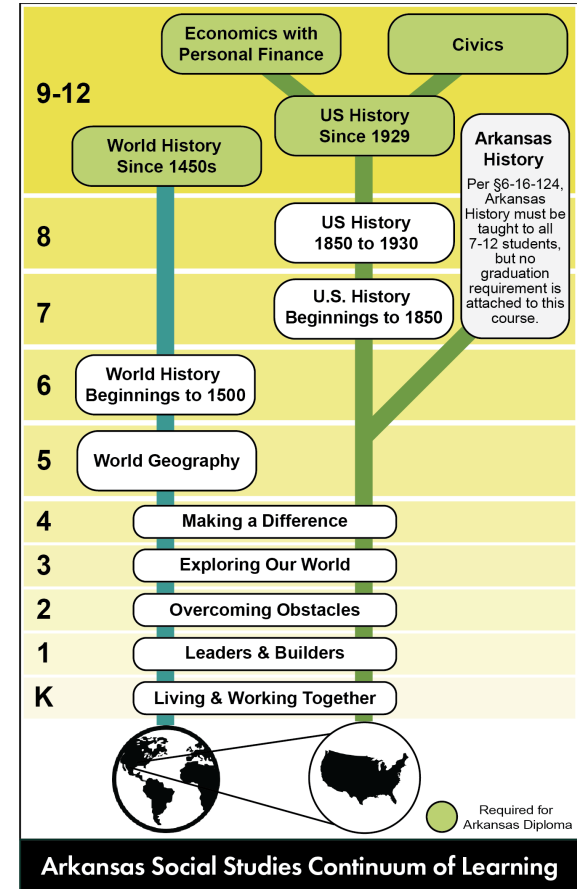 Economics with
Personal Finance
Civics
9-12
US History
Since 1929
World History
Since 1450s
Arkansas
History
Per §6-16-124,
Arkansas
History must be
taught to all
7-12 students,
but no
graduation
requirement is
attached to this
course.
8
US History
1850 to 1930
7
U.S. History
Beginnings to 1850
6
World History
Beginnings to 1500
5
World Geography
4
Making a Difference
3
Exploring Our World
2
Overcoming Obstacles
1
Leaders & Builders
K
Living & Working Together
Required for
Arkansas Diploma
Arkansas Social Studies Continuum of Learning